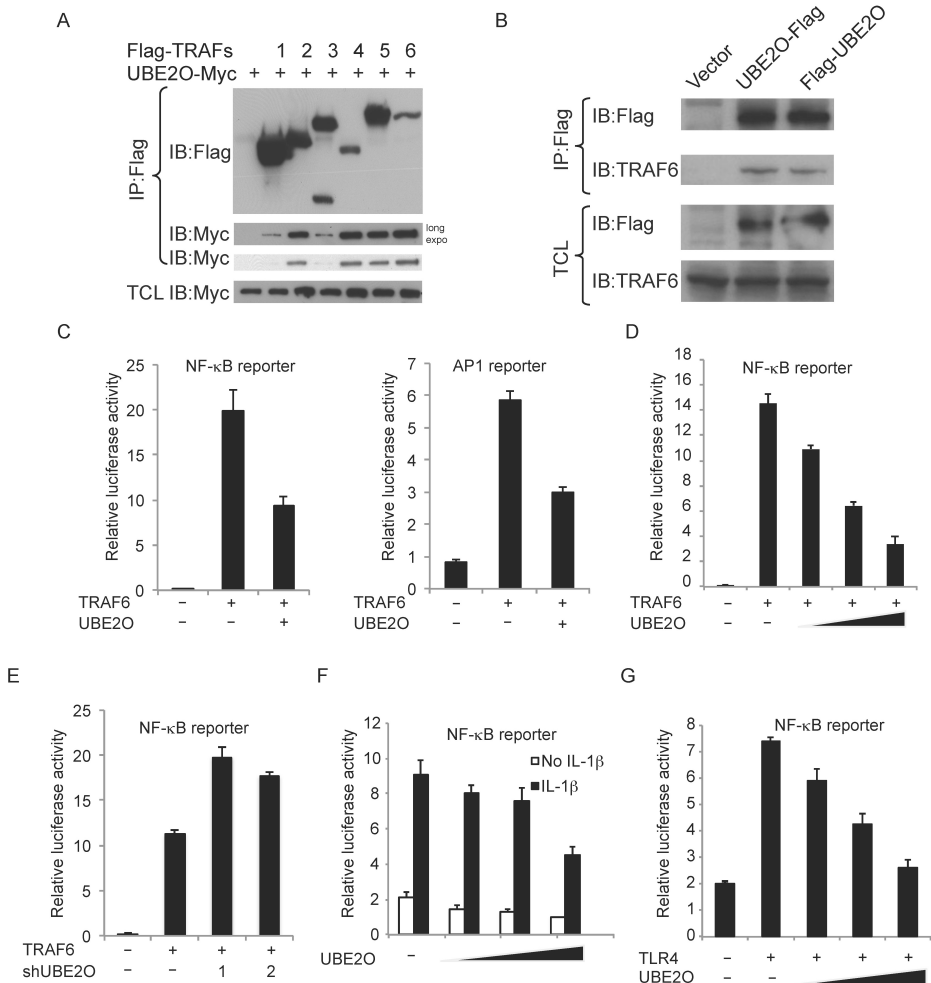 A
Flag-TRAFs 1 2 3 4 5 6
UBE2O-Myc + + + + + + +
IP:Flag
IB:Flag
IB:Myc
long
expo
IB:Myc
TCL IB:Myc
B
Vector
UBE2O-Flag
Flag-UBE2O
IP:Flag
IB:Flag
IB:TRAF6
TCL
IB:Flag
IB:TRAF6
C
NF-κB reporter
Relative luciferase activity
25
20
15
10
5
0
TRAF6 – + +
UBE2O – – +
AP1 reporter
Relative luciferase activity
7
6
5
4
3
2
1
0
– + +
– – +
D
NF-κB reporter
Relative luciferase activity
18
16
14
12
10
8
6
4
2
0
TRAF6 – + + + +
UBE2O – –
E
NF-κB reporter
Relative luciferase activity
25
20
15
10
5
0
TRAF6 – + + +
shUBE2O – – 1 2
F
NF-κB reporter
No IL-1β
IL-1β
Relative luciferase activity
12
10
8
6
4
2
0
UBE2O –
G
NF-κB reporter
Relative luciferase activity
8
7
6
5
4
3
2
1
0
TLR4 – + + + +
UBE2O – –